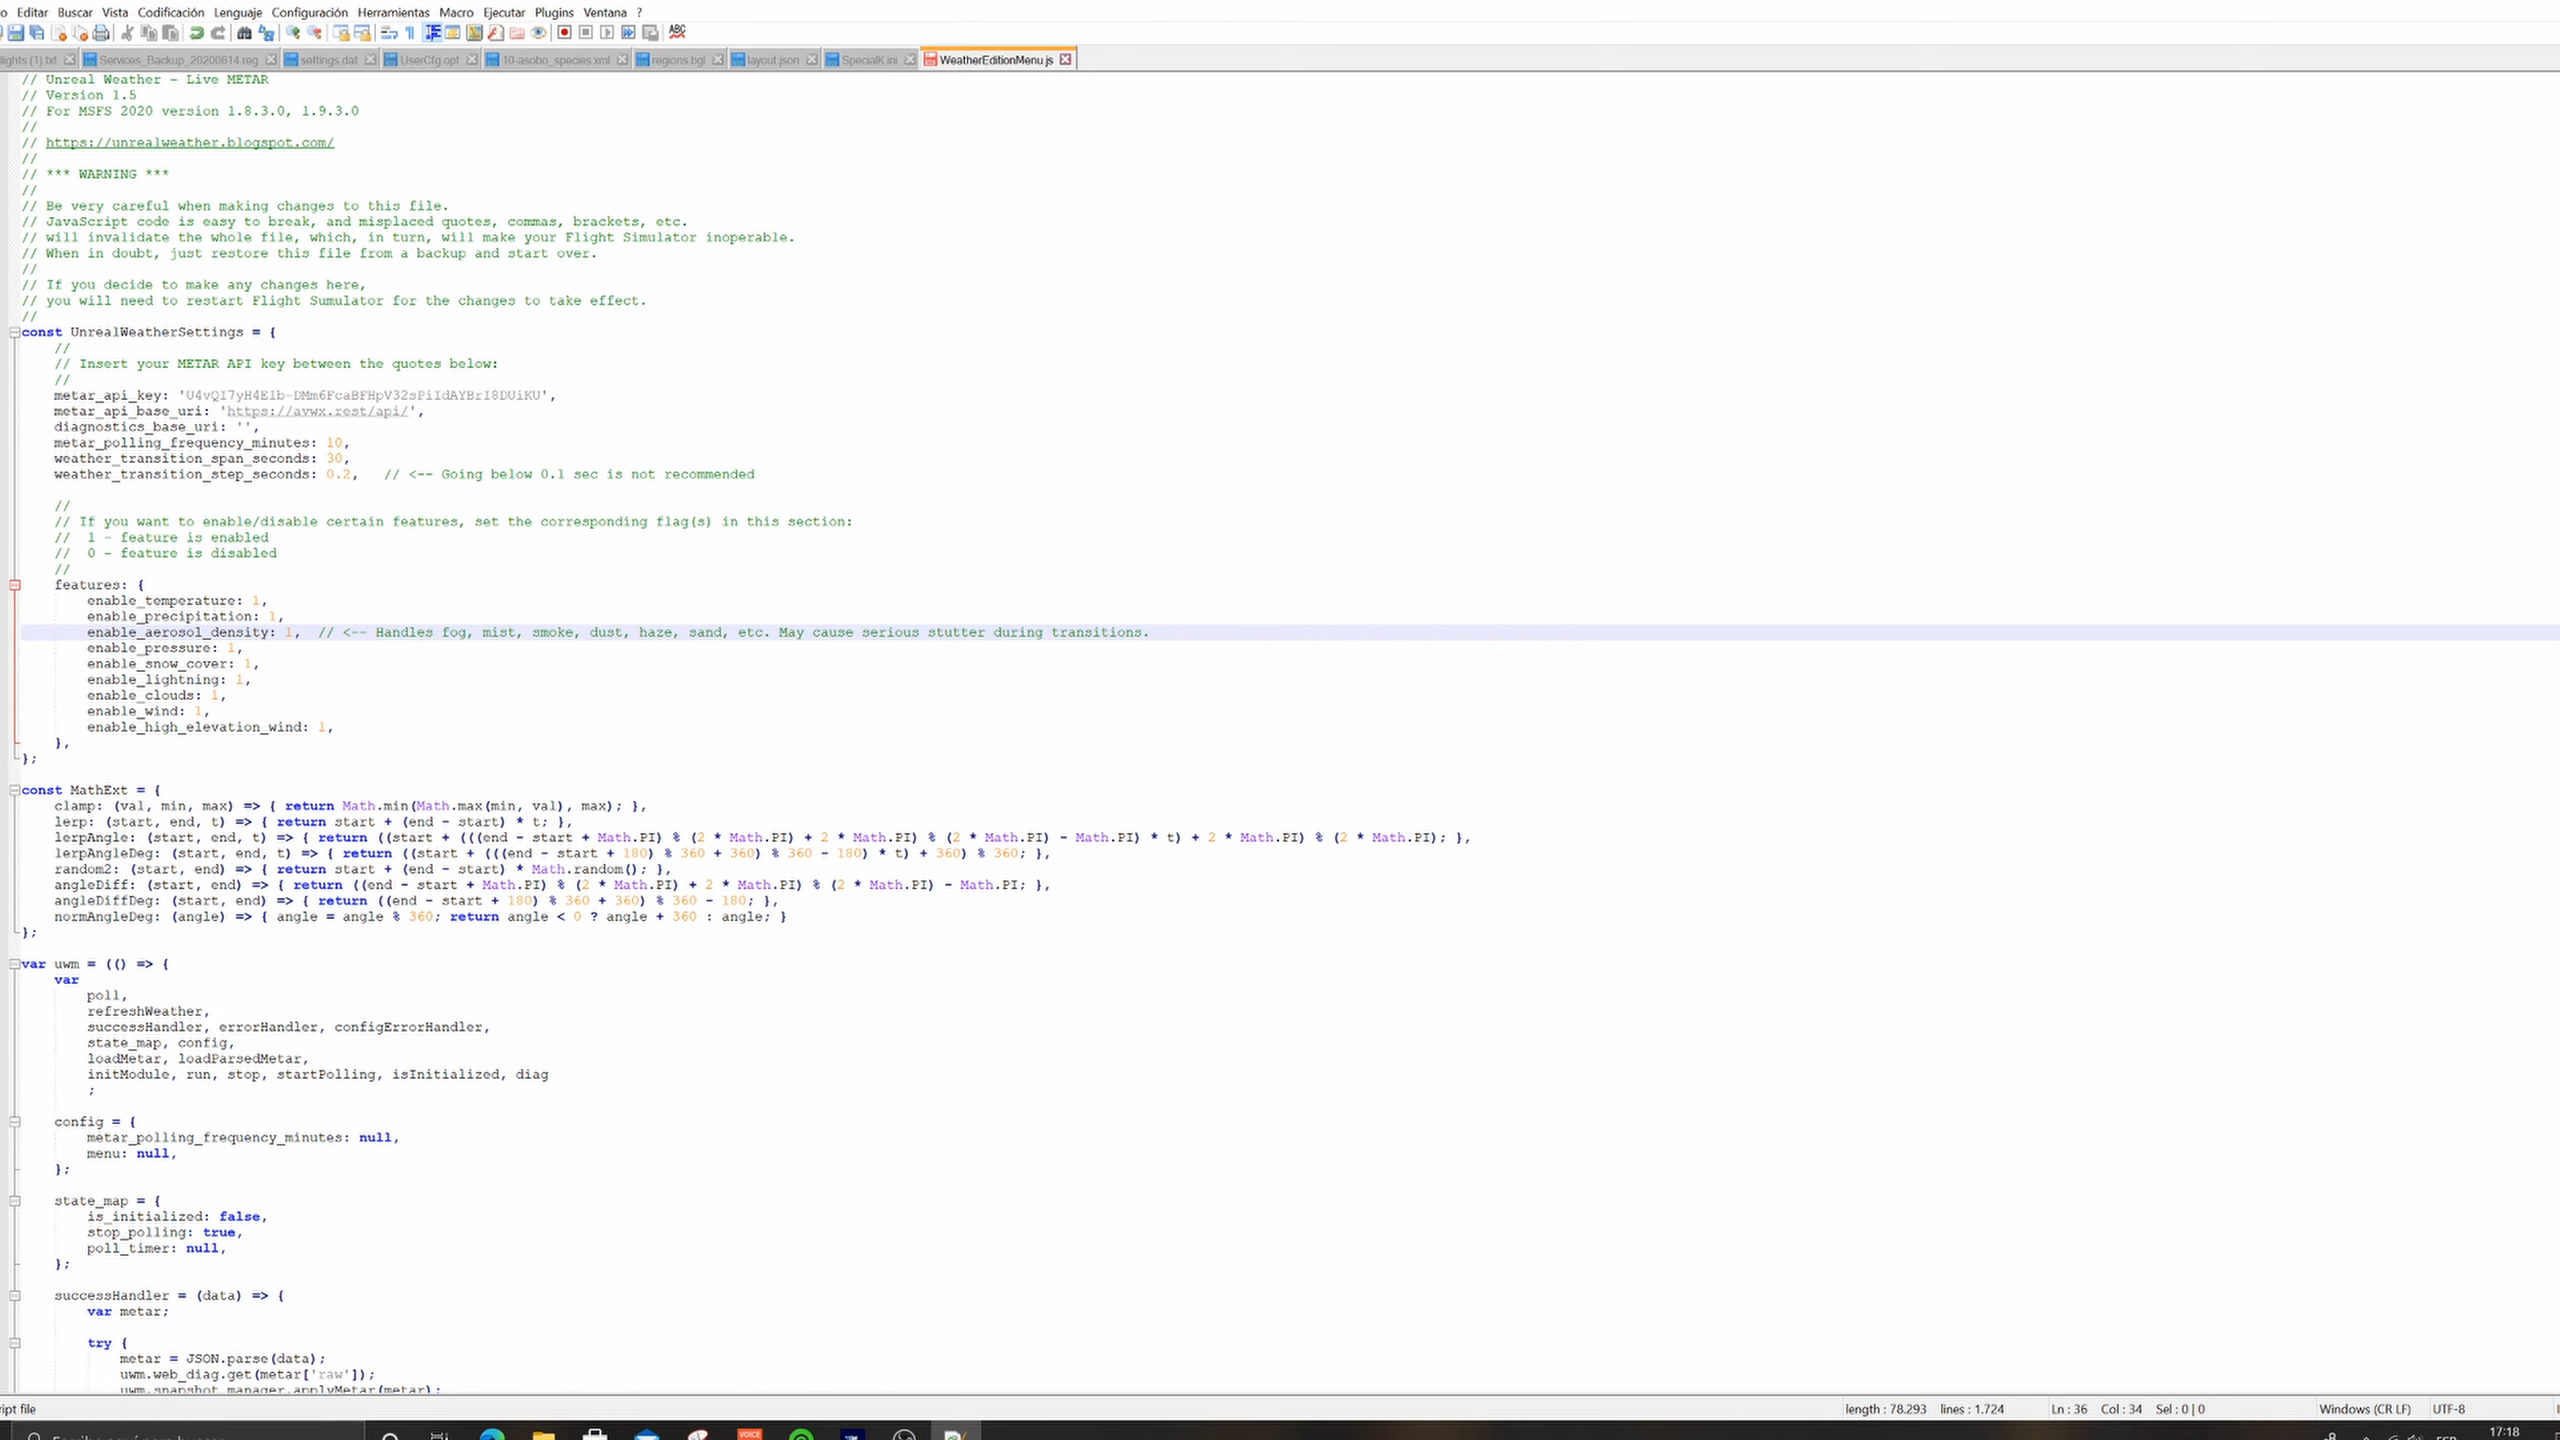 Editar Buscar Vista Codificación Lenguaje Configuración Herramientas Macro Ejecutar Plugins Ventana ?
lights (1).txt Services_Backup_20200614.reg settings.dat UserCfg.opt 10-asobo_species.xml regions.bgl layout.json SpecialK.ini WeatherEditionMenu.js
// Unreal Weather - Live METAR
// Version 1.5
// For MSFS 2020 version 1.8.3.0, 1.9.3.0
//
// https://unrealweather.blogspot.com/
//
// *** WARNING ***
//
// Be very careful when making changes to this file.
// JavaScript code is easy to break, and misplaced quotes, commas, brackets, etc.
// will invalidate the whole file, which, in turn, will make your Flight Simulator inoperable.
// When in doubt, just restore this file from a backup and start over.
//
// If you decide to make any changes here,
// you will need to restart Flight Sumulator for the changes to take effect.
//
const UnrealWeatherSettings = {
//
// Insert your METAR API key between the quotes below:
//
metar_api_key: 'U4vQI7yH4E1b-DMm6FcaBFHpV32sPiIdAYBrI8DUiKU',
metar_api_base_uri: 'https://avwx.rest/api/',
diagnostics_base_uri: '',
metar_polling_frequency_minutes: 10,
weather_transition_span_seconds: 30,
weather_transition_step_seconds: 0.2, // <-- Going below 0.1 sec is not recommended
//
// If you want to enable/disable certain features, set the corresponding flag(s) in this section:
// 1 - feature is enabled
// 0 - feature is disabled
//
features: {
enable_temperature: 1,
enable_precipitation: 1,
enable_aerosol_density: 1, // <-- Handles fog, mist, smoke, dust, haze, sand, etc. May cause serious stutter during transitions.
enable_pressure: 1,
enable_snow_cover: 1,
enable_lightning: 1,
enable_clouds: 1,
enable_wind: 1,
enable_high_elevation_wind: 1,
},
};
const MathExt = {
clamp: (val, min, max) => { return Math.min(Math.max(min, val), max); },
lerp: (start, end, t) => { return start + (end - start) * t; },
lerpAngle: (start, end, t) => { return ((start + (((end - start + Math.PI) % (2 * Math.PI) + 2 * Math.PI) % (2 * Math.PI) - Math.PI) * t) + 2 * Math.PI) % (2 * Math.PI); },
lerpAngleDeg: (start, end, t) => { return ((start + (((end - start + 180) % 360 + 360) % 360 - 180) * t) + 360) % 360; },
random2: (start, end) => { return start + (end - start) * Math.random(); },
angleDiff: (start, end) => { return ((end - start + Math.PI) % (2 * Math.PI) + 2 * Math.PI) % (2 * Math.PI) - Math.PI; },
angleDiffDeg: (start, end) => { return ((end - start + 180) % 360 + 360) % 360 - 180; },
normAngleDeg: (angle) => { angle = angle % 360; return angle < 0 ? angle + 360 : angle; }
};
var uwm = (() => {
var
poll,
refreshWeather,
successHandler, errorHandler, configErrorHandler,
state_map, config,
loadMetar, loadParsedMetar,
initModule, run, stop, startPolling, isInitialized, diag
;
config = {
metar_polling_frequency_minutes: null,
menu: null,
};
state_map = {
is_initialized: false,
stop_polling: true,
poll_timer: null,
};
successHandler = (data) => {
var metar;
try {
metar = JSON.parse(data);
uwm.web_diag.get(metar['raw']);
uwm.snapshot_manager.applyMetar(metar);
ript file length : 78.293 lines : 1.724 Ln : 36 Col : 34 Sel : 0 | 0 Windows (CR LF) UTF-8
VOICE
17:18